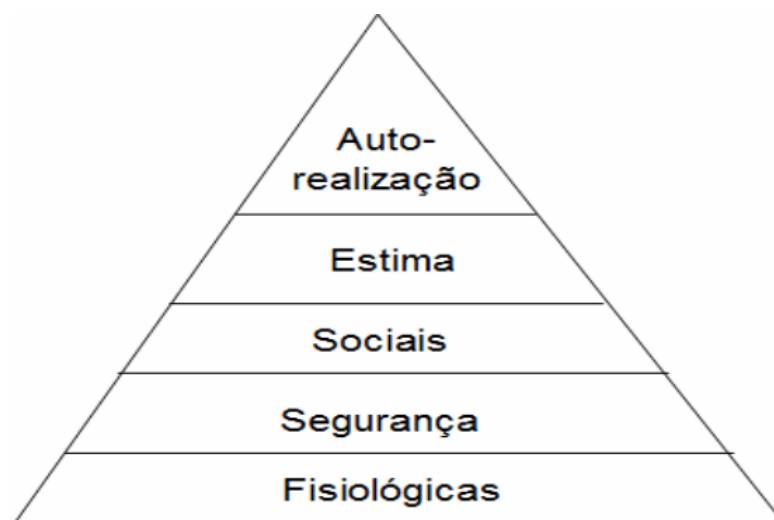 Auto-
realização
Estima
Sociais
Segurança
Fisiológicas